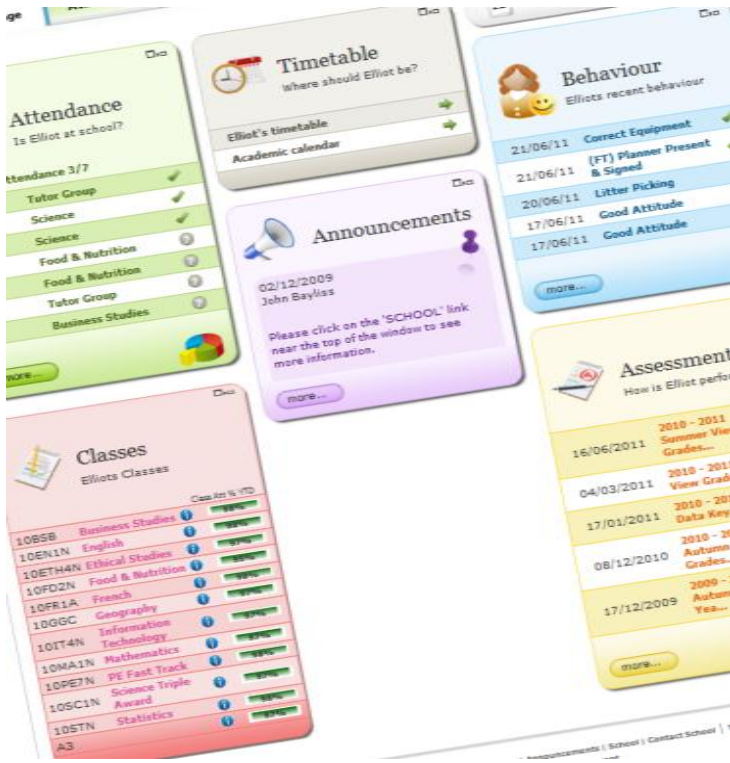 Attendance
Is Elliot at school?
Attendance 3/7
Tutor Group
Science
Science
Food & Nutrition
Food & Nutrition
Tutor Group
Business Studies
more...
Timetable
Where should Elliot be?
Elliot's timetable
Academic calendar
Announcements
02/12/2009
John Bayliss
Please click on the 'SCHOOL' link
near the top of the window to see
more information.
more...
Behaviour
Elliots recent behaviour
21/06/11 Correct Equipment
21/06/11 (FT) Planner Present
& Signed
20/06/11 Litter Picking
17/06/11 Good Attitude
17/06/11 Good Attitude
more...
Assessment
How is Elliot perfor
16/06/2011 2010 - 2011
Summer View
Grades...
04/03/2011 2010 - 201
View Grad
17/01/2011 2010 - 20
Data Key
08/12/2010 2010 - 2
Autumn
Grades...
17/12/2009 2009 -
Autum
Yea...
more...
Classes
Elliots Classes
Class Att % YTD
10BSB Business Studies
10EN1N English
10ETH4N Ethical Studies
10FD2N Food & Nutrition
10FR1A French
10GGC Geography
10IT4N Information
Technology
10MA1N Mathematics
10PE7N PE Fast Track
10SC1N Science Triple
Award
10STN Statistics
A3
Announcements | School | Contact School |